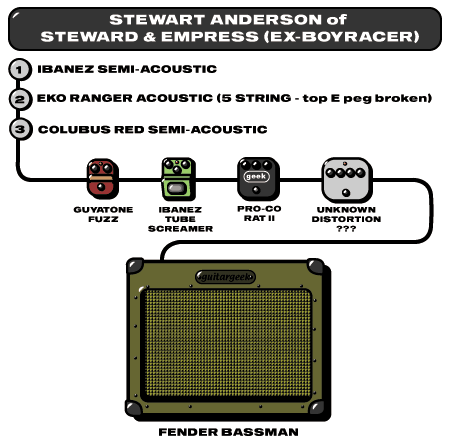 STEWART ANDERSON of
STEWARD & EMPRESS (EX-BOYRACER)
1 IBANEZ SEMI-ACOUSTIC
2 EKO RANGER ACOUSTIC (5 STRING - top E peg broken)
3 COLUBUS RED SEMI-ACOUSTIC
geek
GUYATONE
FUZZ
IBANEZ
TUBE
SCREAMER
PRO-CO
RAT II
UNKNOWN
DISTORTION
???
guitargeek
FENDER BASSMAN